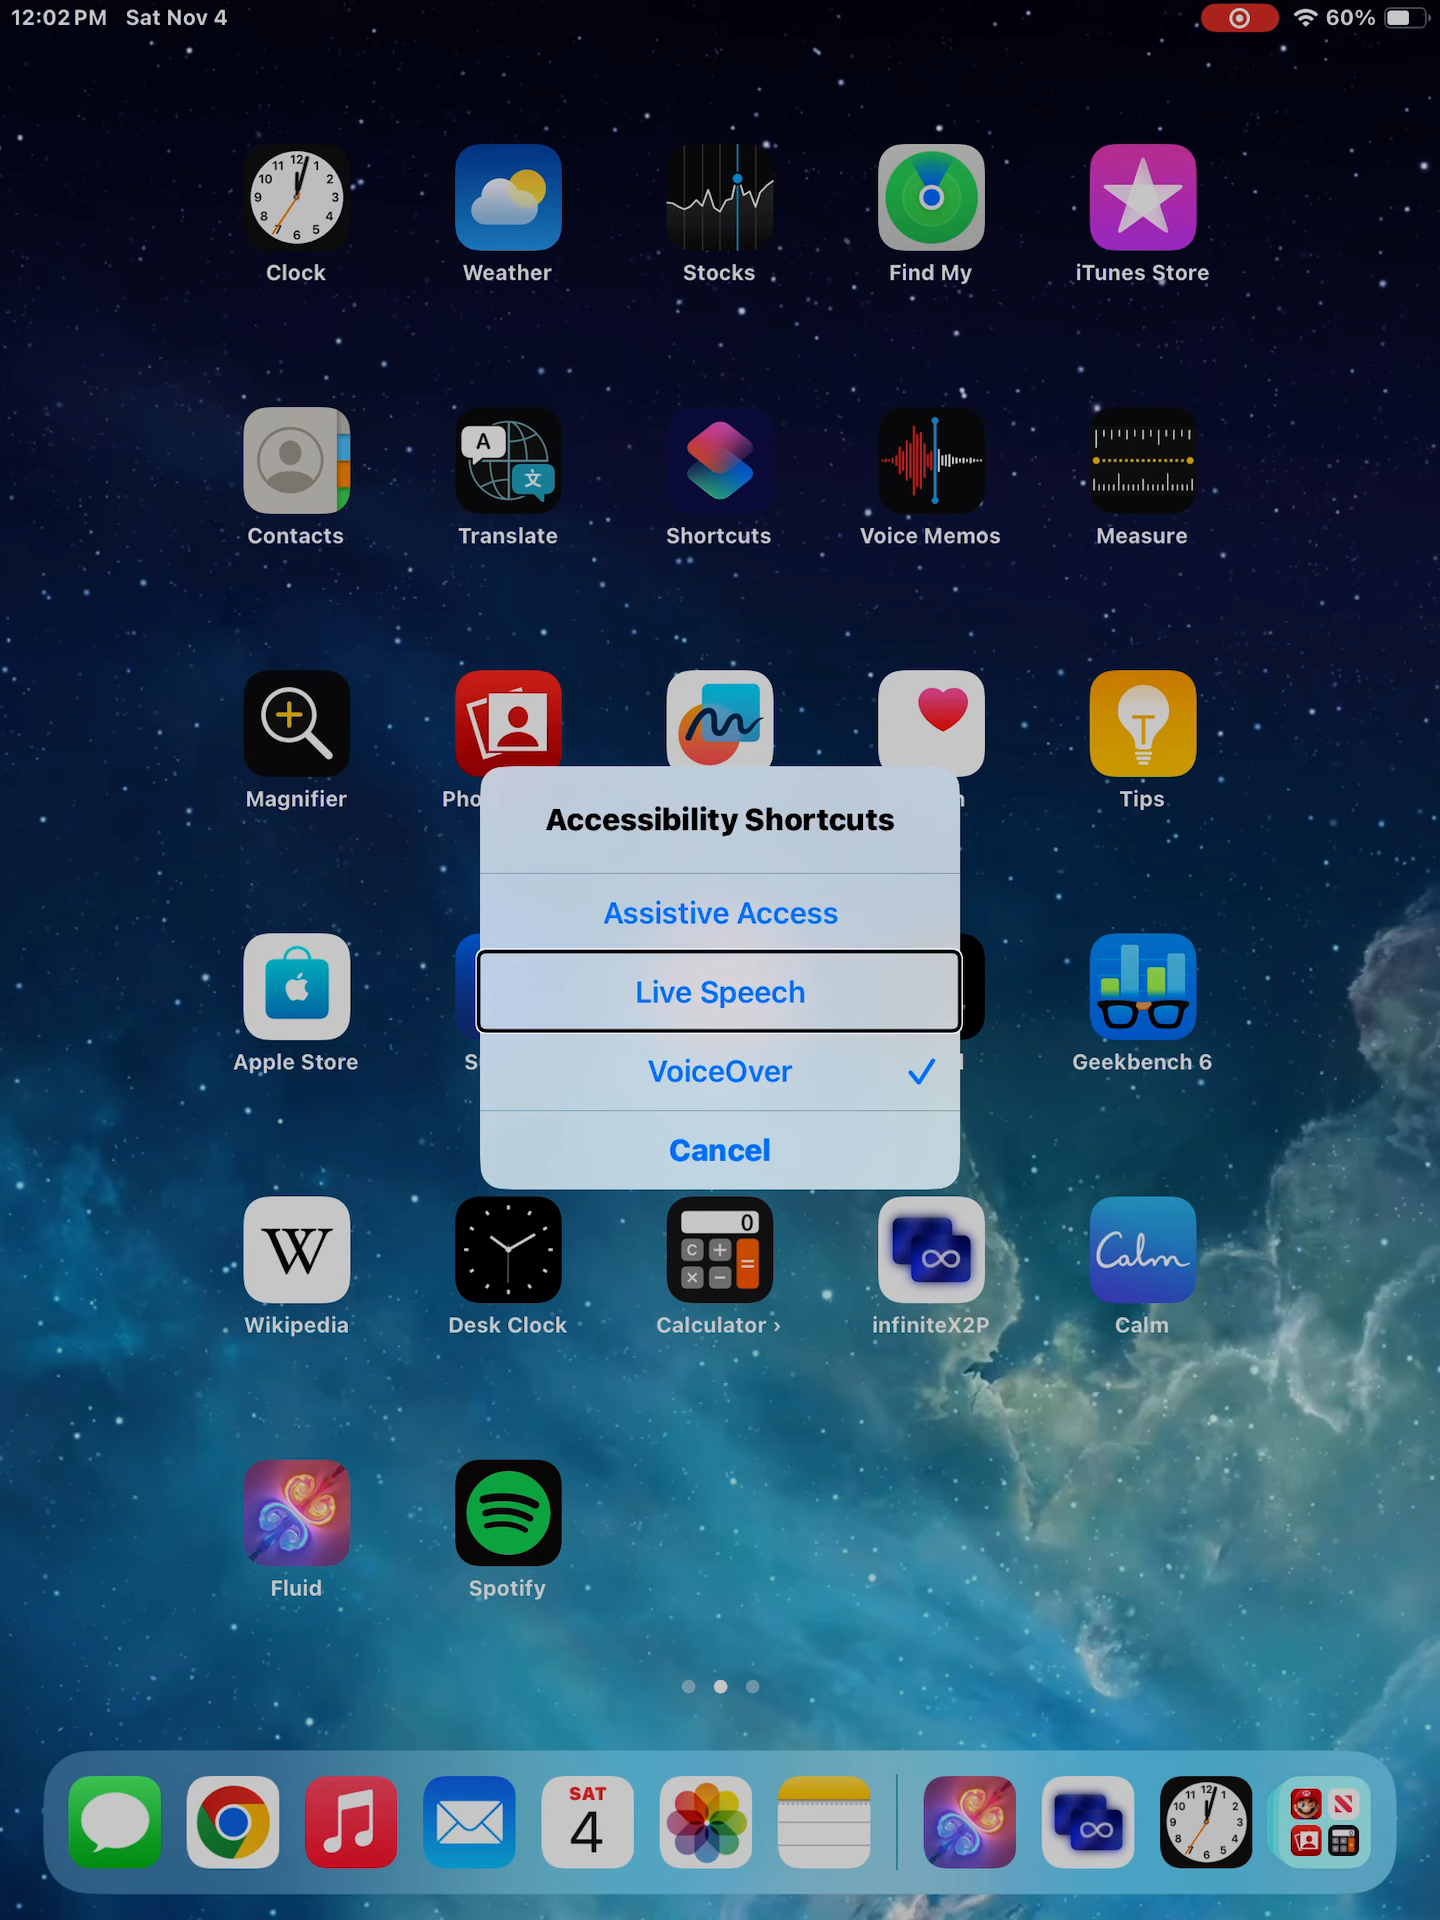 12:02 PM Sat Nov 4
60%
Clock
Weather
Stocks
Find My
iTunes Store
Contacts
Translate
Shortcuts
Voice Memos
Measure
Magnifier
Pho
Tips
Accessibility Shortcuts
Assistive Access
Live Speech
VoiceOver
Cancel
Apple Store
S
Geekbench 6
W
Wikipedia
Desk Clock
Calculator ›
infiniteX2P
Calm
Calm
Fluid
Spotify
SAT
4